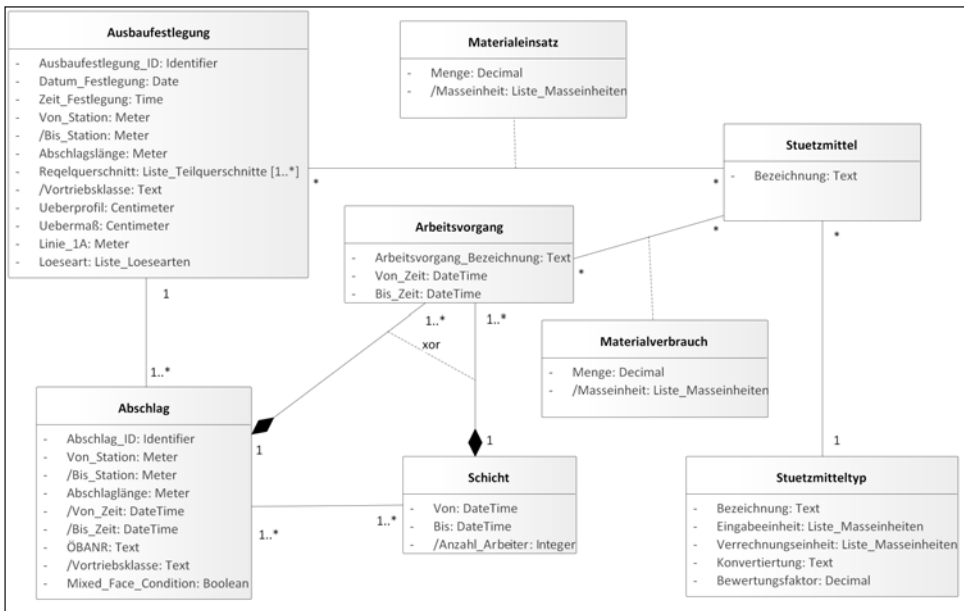 Ausbaufestlegung
- Ausbaufestlegung_ID: Identifier
- Datum_Festlegung: Date
- Zeit_Festlegung: Time
- Von_Station: Meter
- /Bis_Station: Meter
- Abschlagslänge: Meter
- Reqelquerschnitt: Liste_Teilquerschnitte [1..*]
- /Vortriebsklasse: Text
- Ueberprofil: Centimeter
- Uebermaß: Centimeter
- Linie_1A: Meter
- Loeseart: Liste_Loesearten
Materialeinsatz
- Menge: Decimal
- /Masseinheit: Liste_Masseinheiten
Stuetzmittel
- Bezeichnung: Text
*
*
Arbeitsvorgang
- Arbeitsvorgang_Bezeichnung: Text
- Von_Zeit: DateTime
- Bis_Zeit: DateTime
*
*
*
1
1..*
1..*
1..*
xor
Materialverbrauch
- Menge: Decimal
- /Masseinheit: Liste_Masseinheiten
Abschlag
- Abschlag_ID: Identifier
- Von_Station: Meter
- /Bis_Station: Meter
- Abschlaglänge: Meter
- /Von_Zeit: DateTime
- /Bis_Zeit: DateTime
- ÖBANR: Text
- /Vortriebsklasse: Text
- Mixed_Face_Condition: Boolean
1
1
1
1..*
1..*
Schicht
- Von: DateTime
- Bis: DateTime
- /Anzahl_Arbeiter: Integer
Stuetzmitteltyp
- Bezeichnung: Text
- Eingabeeinheit: Liste_Masseinheiten
- Verrechnungseinheit: Liste_Masseinheiten
- Konvertiertung: Text
- Bewertungsfaktor: Decimal